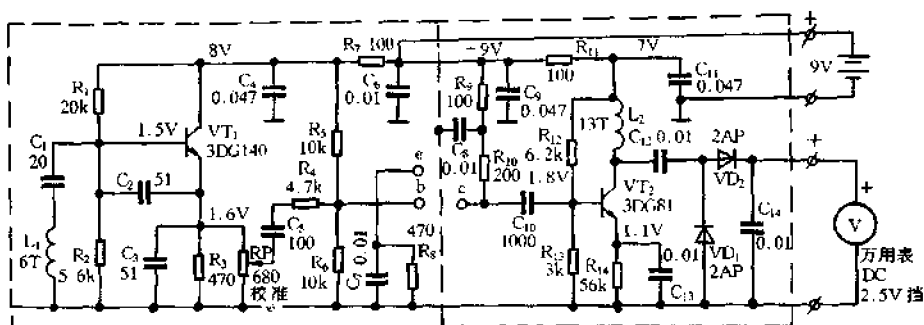 8V
R₇ 100
-9V
R₁₁
100
7V
+
9V
R₁
20k
C₄
0.047
C₆
0.01
R₉
100
C₉
0.047
C₁₁
0.047
C₁
20
1.5V
VT₁
3DG140
R₅
10k
C₈
0.01
R₁₀
200
R₁₂
6.2k
13T
L₂
C₁₂ 0.01
2AP
VD₂
+
C₂ 51
R₄
4.7k
e
b
c
1.8V
VT₂
3DG81
L₁
6T
5
R₂ 6k
1.6V
C₃
51
R₃
470
RP
680
校准
C₅
100
R₆
10k
C₇ 0.01
470
R₈
C₁₀
1000
R₁₃
3k
1.1V
R₁₄
56k
0.01
C₁₃
VD₁
2AP
C₁₄
0.01
+
V
万用表
DC
2.5V 挡